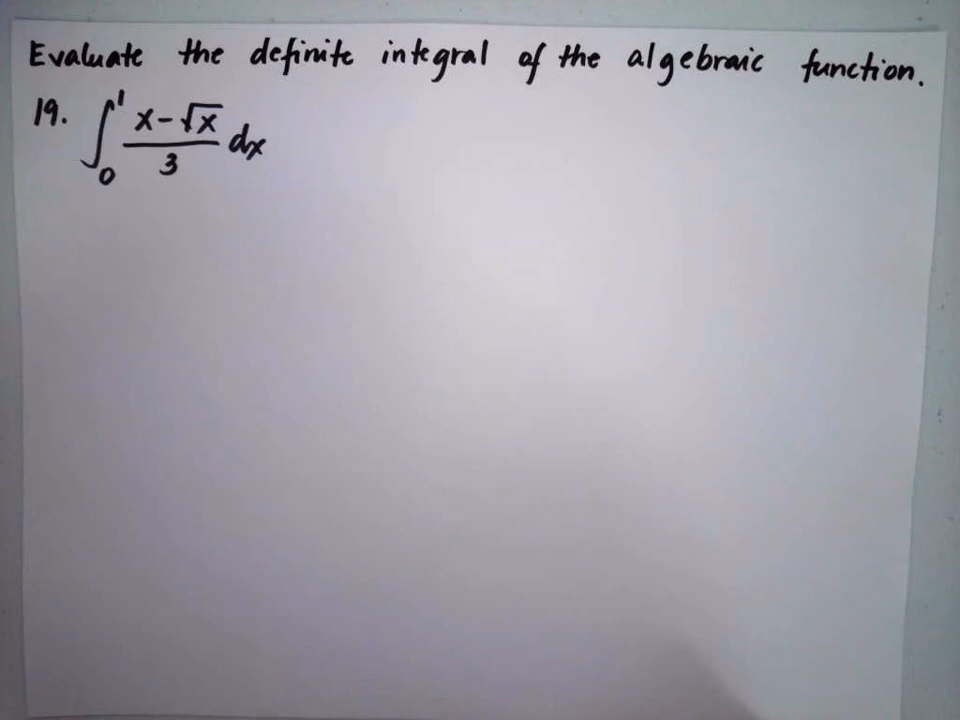 Evaluate the definite integral of the algebraic function.
19. ∫₀¹ (x-√x)/3 dx